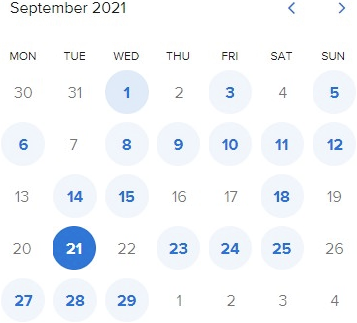 September 2021
MON TUE WED THU FRI SAT SUN
30 31 1 2 3 4 5
6 7 8 9 10 11 12
13 14 15 16 17 18 19
20 21 22 23 24 25 26
27 28 29 1 2 3 4